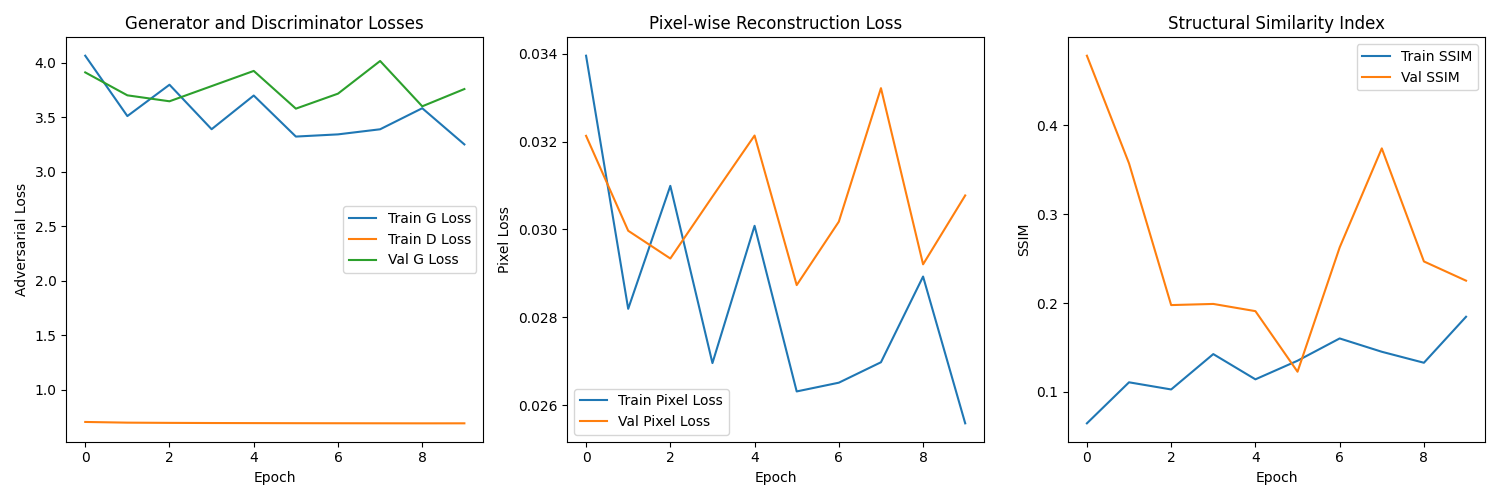 Generator and Discriminator Losses
Adversarial Loss
4.0
3.5
3.0
2.5
2.0
1.5
1.0
Train G Loss
Train D Loss
Val G Loss
0 2 4 6 8
Epoch
Pixel-wise Reconstruction Loss
Pixel Loss
0.034
0.032
0.030
0.028
0.026
Train Pixel Loss
Val Pixel Loss
0 2 4 6 8
Epoch
Structural Similarity Index
SSIM
0.4
0.3
0.2
0.1
Train SSIM
Val SSIM
0 2 4 6 8
Epoch